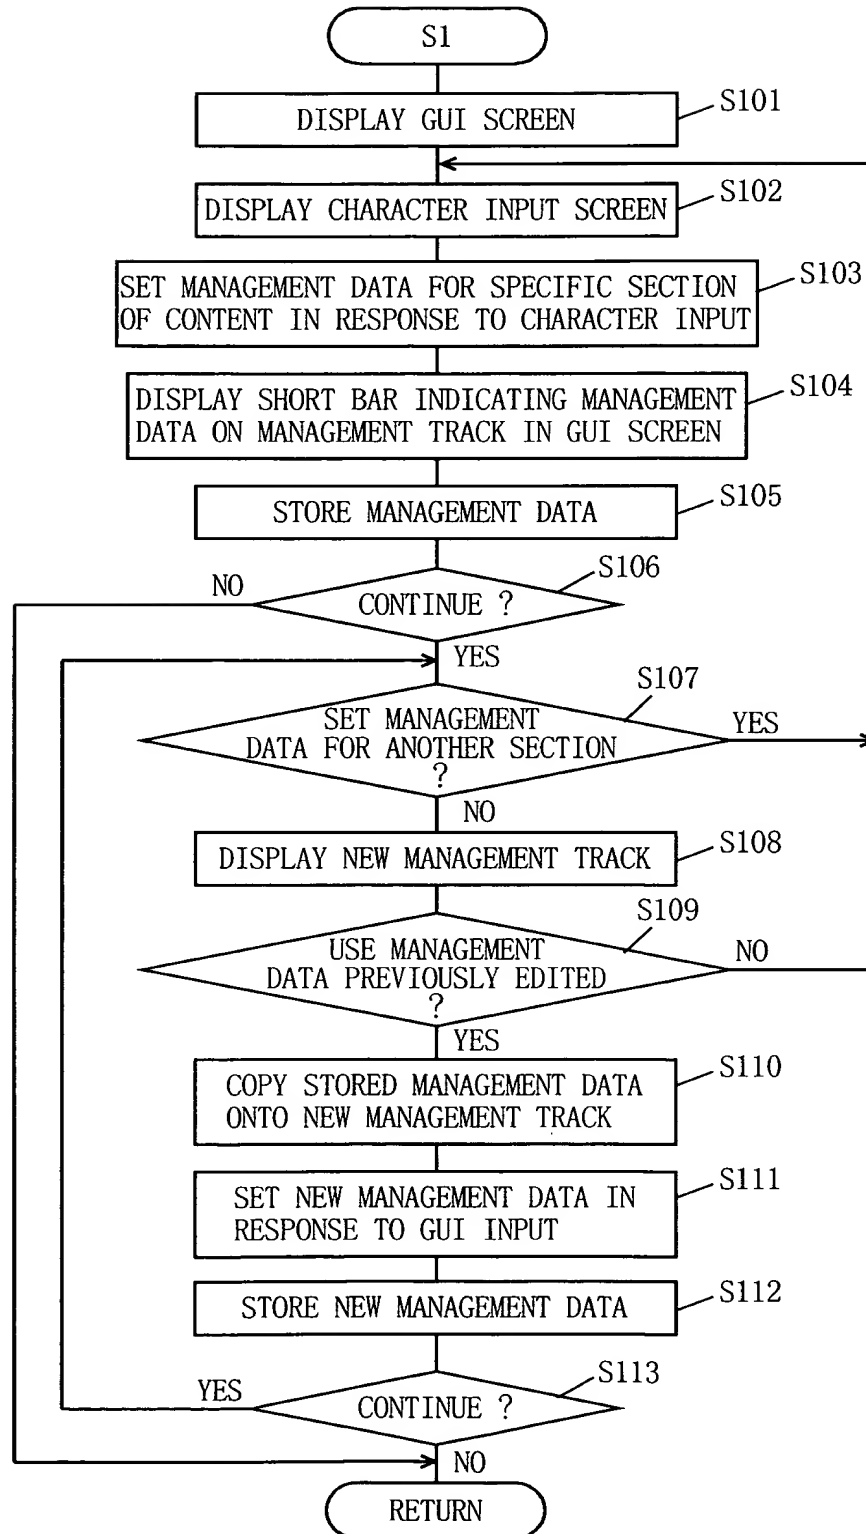 S1
DISPLAY GUI SCREEN
S101
DISPLAY CHARACTER INPUT SCREEN
S102
SET MANAGEMENT DATA FOR SPECIFIC SECTION
OF CONTENT IN RESPONSE TO CHARACTER INPUT
S103
DISPLAY SHORT BAR INDICATING MANAGEMENT
DATA ON MANAGEMENT TRACK IN GUI SCREEN
S104
STORE MANAGEMENT DATA
S105
CONTINUE ?
S106
NO
YES
SET MANAGEMENT
DATA FOR ANOTHER SECTION
?
S107
YES
NO
DISPLAY NEW MANAGEMENT TRACK
S108
USE MANAGEMENT
DATA PREVIOUSLY EDITED
?
S109
NO
YES
COPY STORED MANAGEMENT DATA
ONTO NEW MANAGEMENT TRACK
S110
SET NEW MANAGEMENT DATA IN
RESPONSE TO GUI INPUT
S111
STORE NEW MANAGEMENT DATA
S112
CONTINUE ?
S113
YES
NO
RETURN